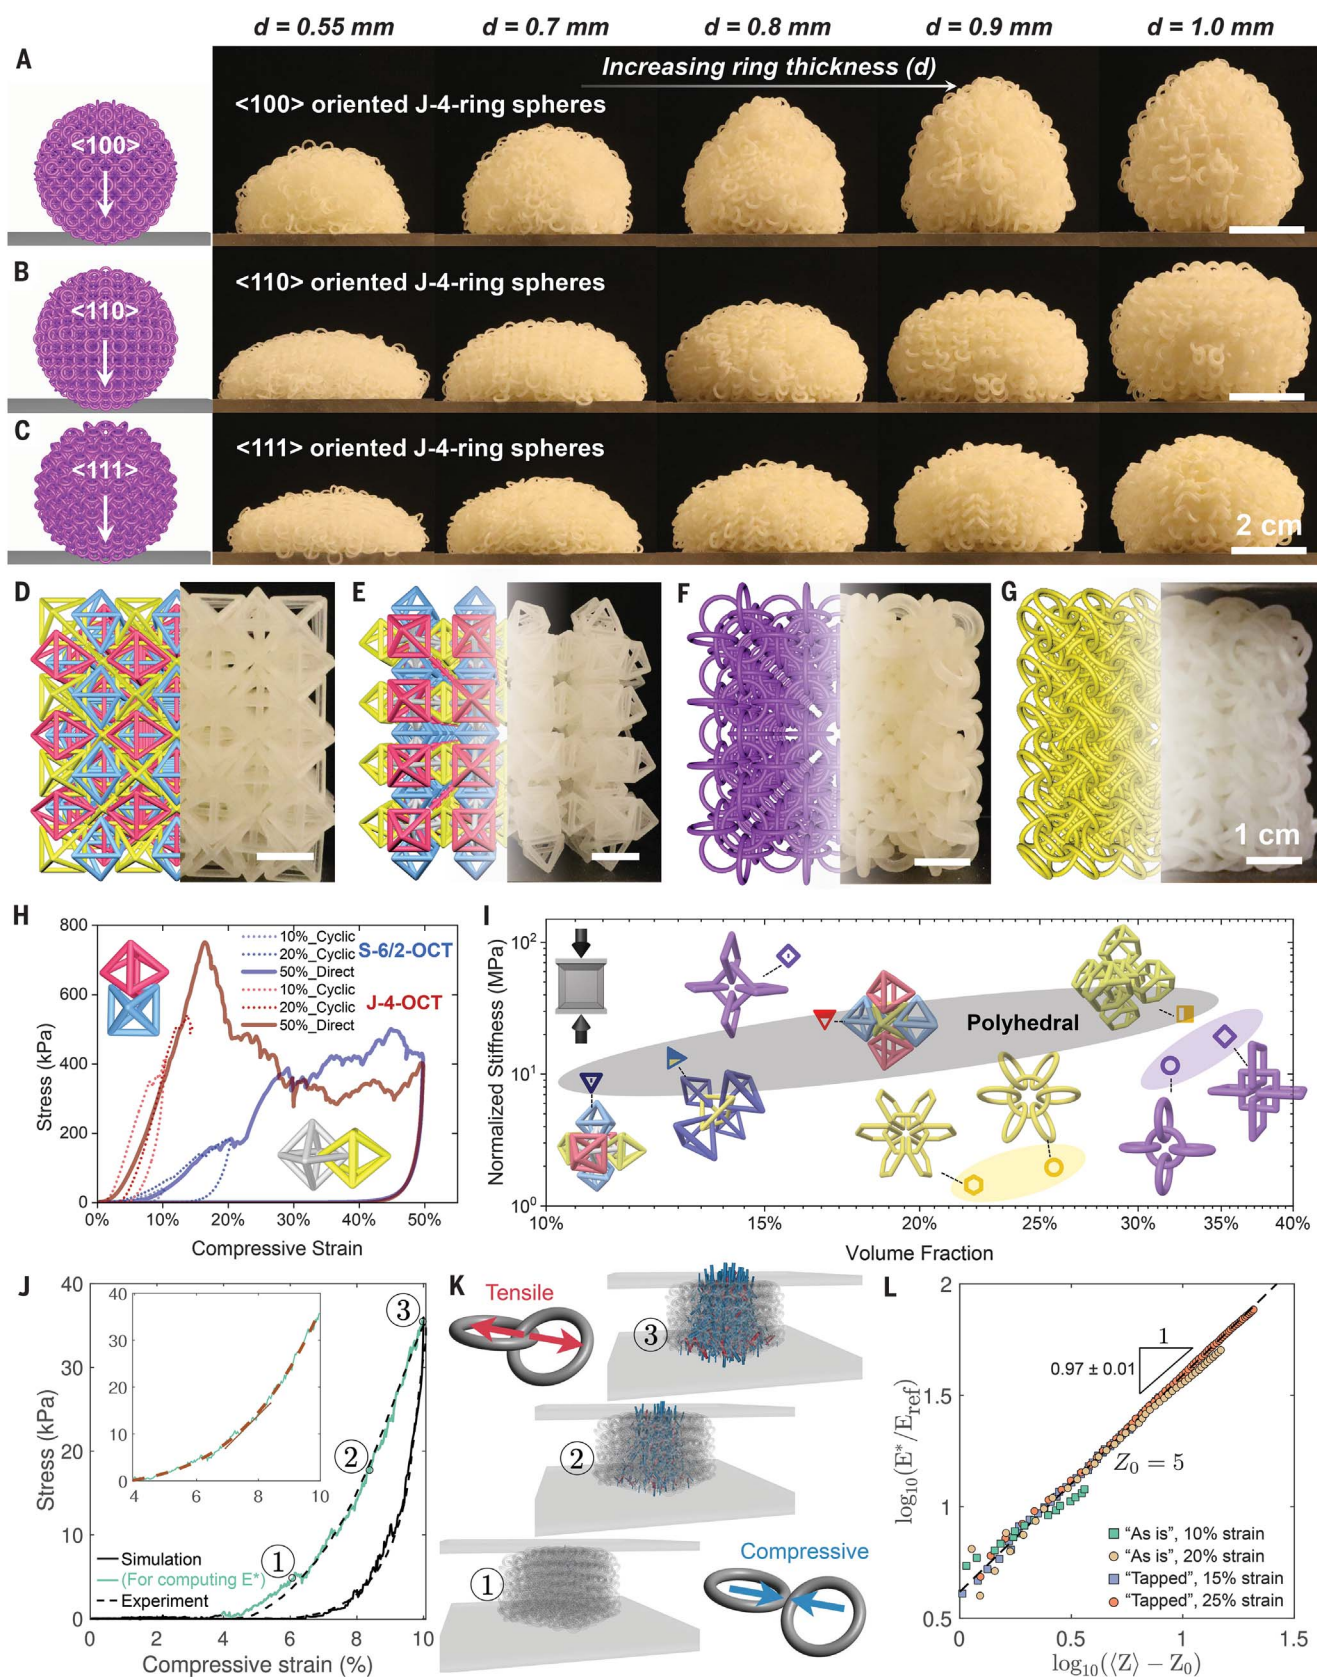 d = 0.55 mm
d = 0.7 mm
d = 0.8 mm
d = 0.9 mm
d = 1.0 mm
A
Increasing ring thickness (d)
<100> oriented J-4-ring spheres
<100>
B
<110> oriented J-4-ring spheres
<110>
C
<111> oriented J-4-ring spheres
<111>
2 cm
D
E
F
G
1 cm
H
800
600
400
200
0
0%
10%
20%
30%
40%
50%
Stress (kPa)
Compressive Strain
10%_Cyclic
20%_Cyclic
50%_Direct
S-6/2-OCT
10%_Cyclic
20%_Cyclic
50%_Direct
J-4-OCT
I
Normalized Stiffness (MPa)
10²
10¹
10⁰
Polyhedral
10%
15%
20%
25%
30%
35%
40%
Volume Fraction
J
Stress (kPa)
40
30
20
10
0
40
30
20
10
0
4
6
8
10
1
2
3
Simulation
(For computing E*)
Experiment
0
2
4
6
8
10
Compressive strain (%)
K
Tensile
3
2
1
Compressive
L
log₁₀(E*/E_ref)
2
1.5
1
0.5
1
0.97 ± 0.01
Z₀ = 5
"As is", 10% strain
"As is", 20% strain
"Tapped", 15% strain
"Tapped", 25% strain
0
0.5
1
1.5
log₁₀(⟨Z⟩ − Z₀)